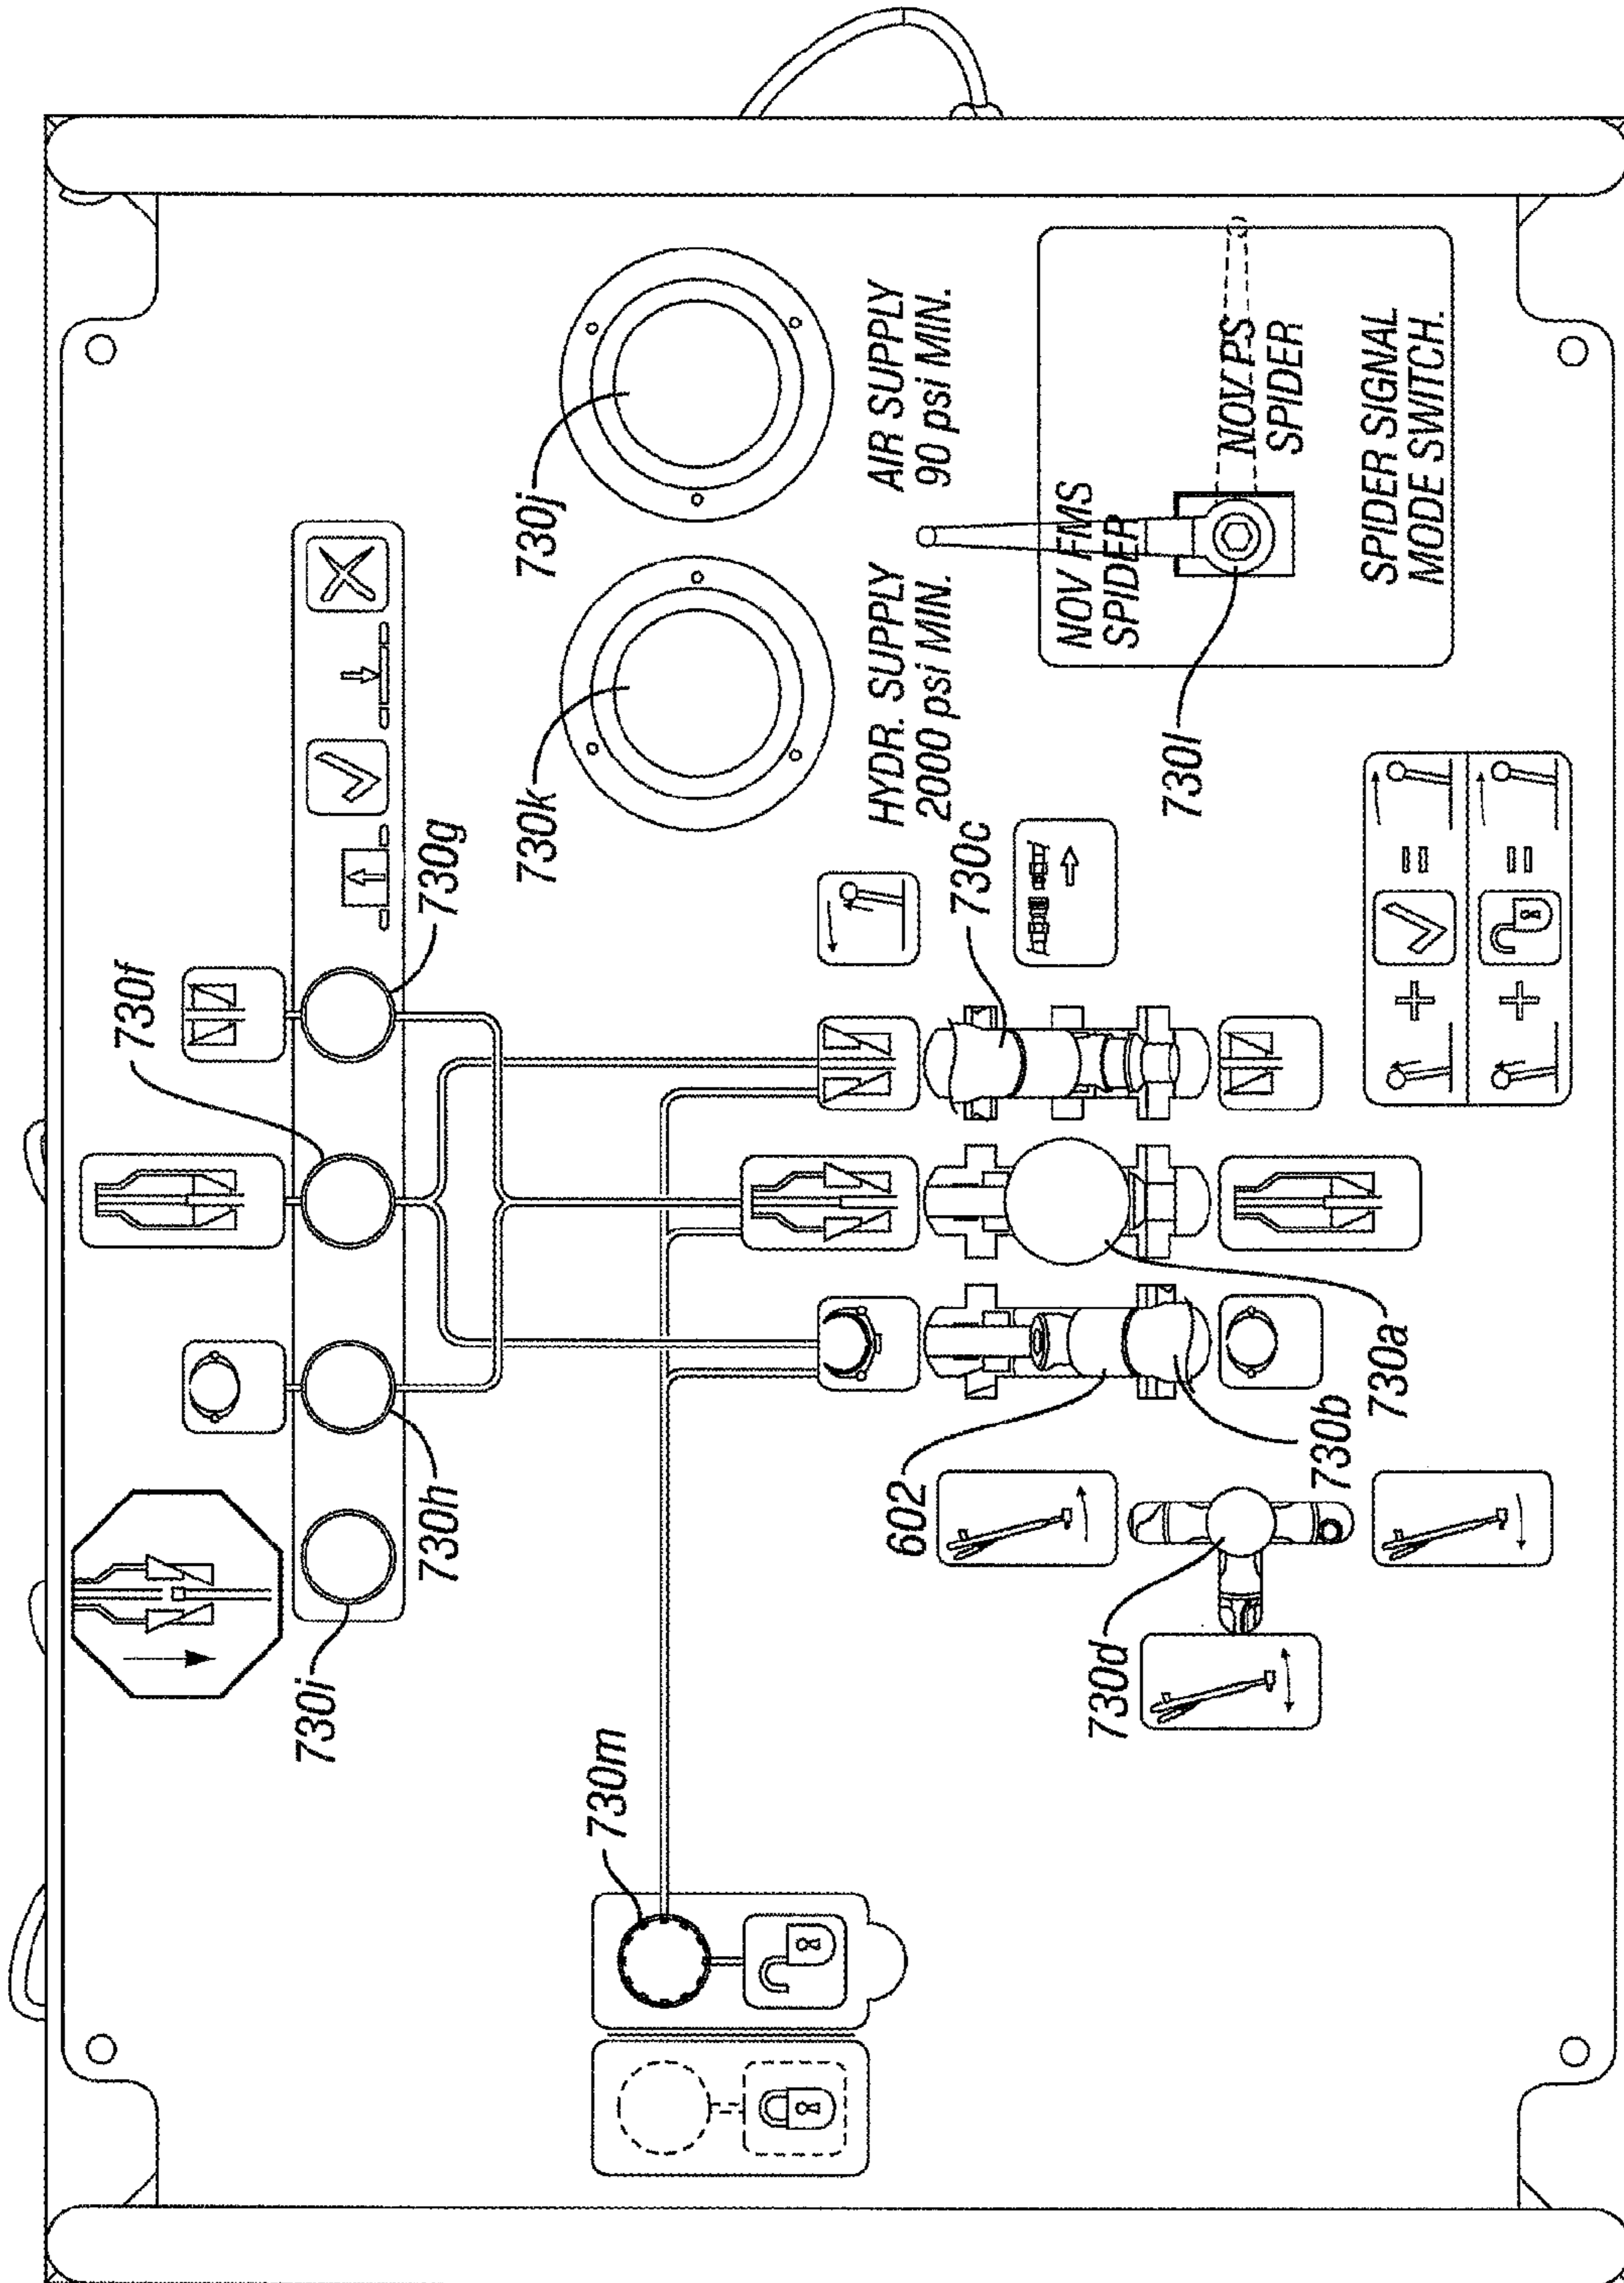 730f
730g
730h
730i
730j
730k
730m
AIR SUPPLY
90 psi MIN.
HYDR. SUPPLY
2000 psi MIN.
730c
602
730b
730a
730d
730l
NOV FMS
SPIDER
NOV PS
SPIDER
SPIDER SIGNAL
MODE SWITCH.